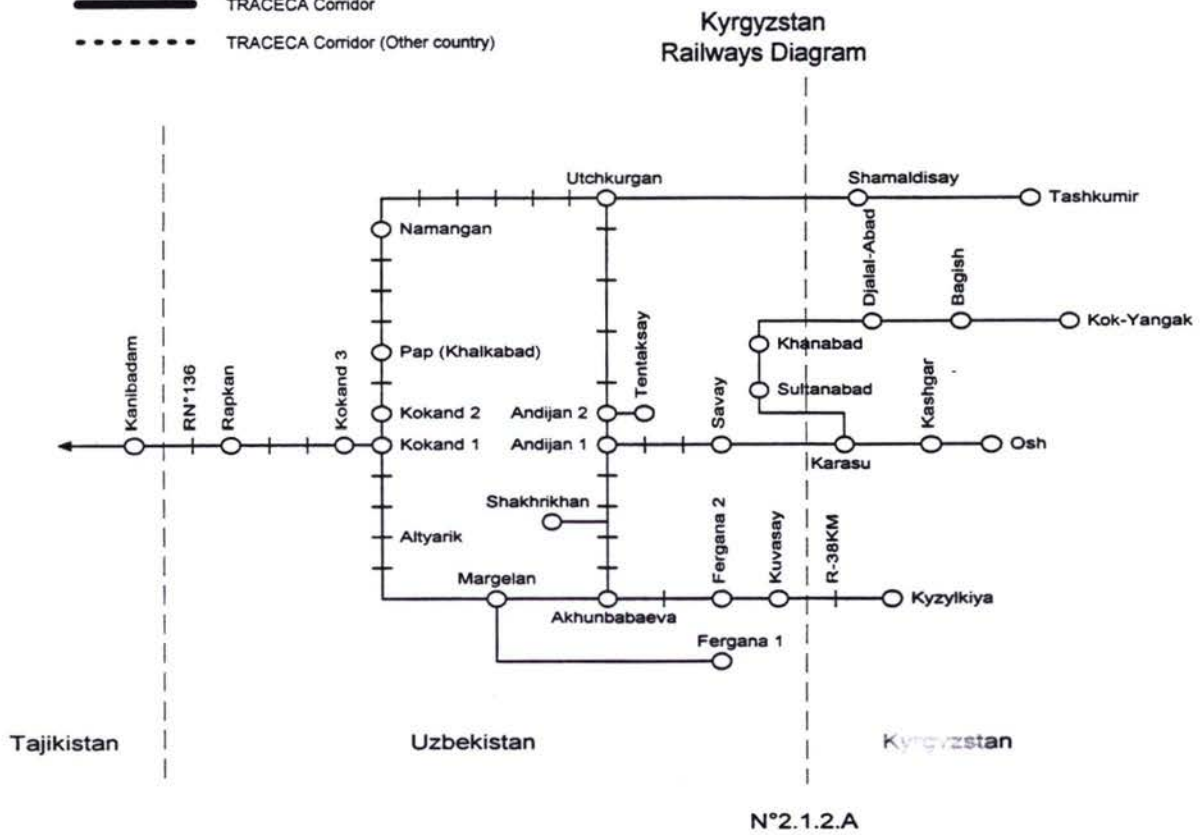 TRACECA Corridor
TRACECA Corridor (Other country)
Kyrgyzstan
Railways Diagram
Utchkurgan
Shamaldisay
Tashkumir
Namangan
Djalal-Abad
Bagish
Kok-Yangak
Khanabad
Sultanabad
Tentaksay
Pap (Khalkabad)
Kanibadam
RN°136
Rapkan
Kokand 3
Kokand 2
Andijan 2
Savay
Kashgar
Kokand 1
Andijan 1
Karasu
Osh
Shakhrikhan
Altyarik
Fergana 2
Kuvasay
R-38KM
Margelan
Akhunbabaeva
Kyzylkiya
Fergana 1
Tajikistan
Uzbekistan
Kyrgyzstan
N°2.1.2.A